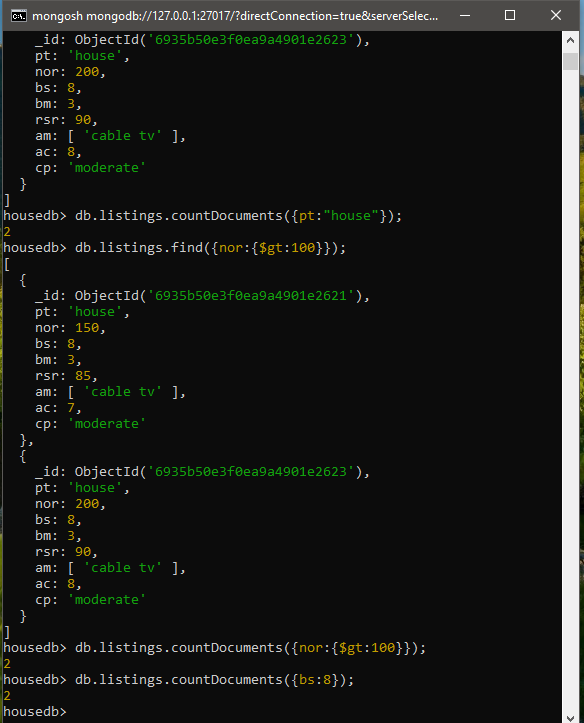 mongosh mongodb://127.0.0.1:27017/?directConnection=true&serverSelec...
    _id: ObjectId('6935b50e3f0ea9a4901e2623'),
    pt: 'house',
    nor: 200,
    bs: 8,
    bm: 3,
    rsr: 90,
    am: [ 'cable tv' ],
    ac: 8,
    cp: 'moderate'
  }
]
housedb> db.listings.countDocuments({pt:"house"});
2
housedb> db.listings.find({nor:{$gt:100}});
[
  {
    _id: ObjectId('6935b50e3f0ea9a4901e2621'),
    pt: 'house',
    nor: 150,
    bs: 8,
    bm: 3,
    rsr: 85,
    am: [ 'cable tv' ],
    ac: 7,
    cp: 'moderate'
  },
  {
    _id: ObjectId('6935b50e3f0ea9a4901e2623'),
    pt: 'house',
    nor: 200,
    bs: 8,
    bm: 3,
    rsr: 90,
    am: [ 'cable tv' ],
    ac: 8,
    cp: 'moderate'
  }
]
housedb> db.listings.countDocuments({nor:{$gt:100}});
2
housedb> db.listings.countDocuments({bs:8});
2
housedb>